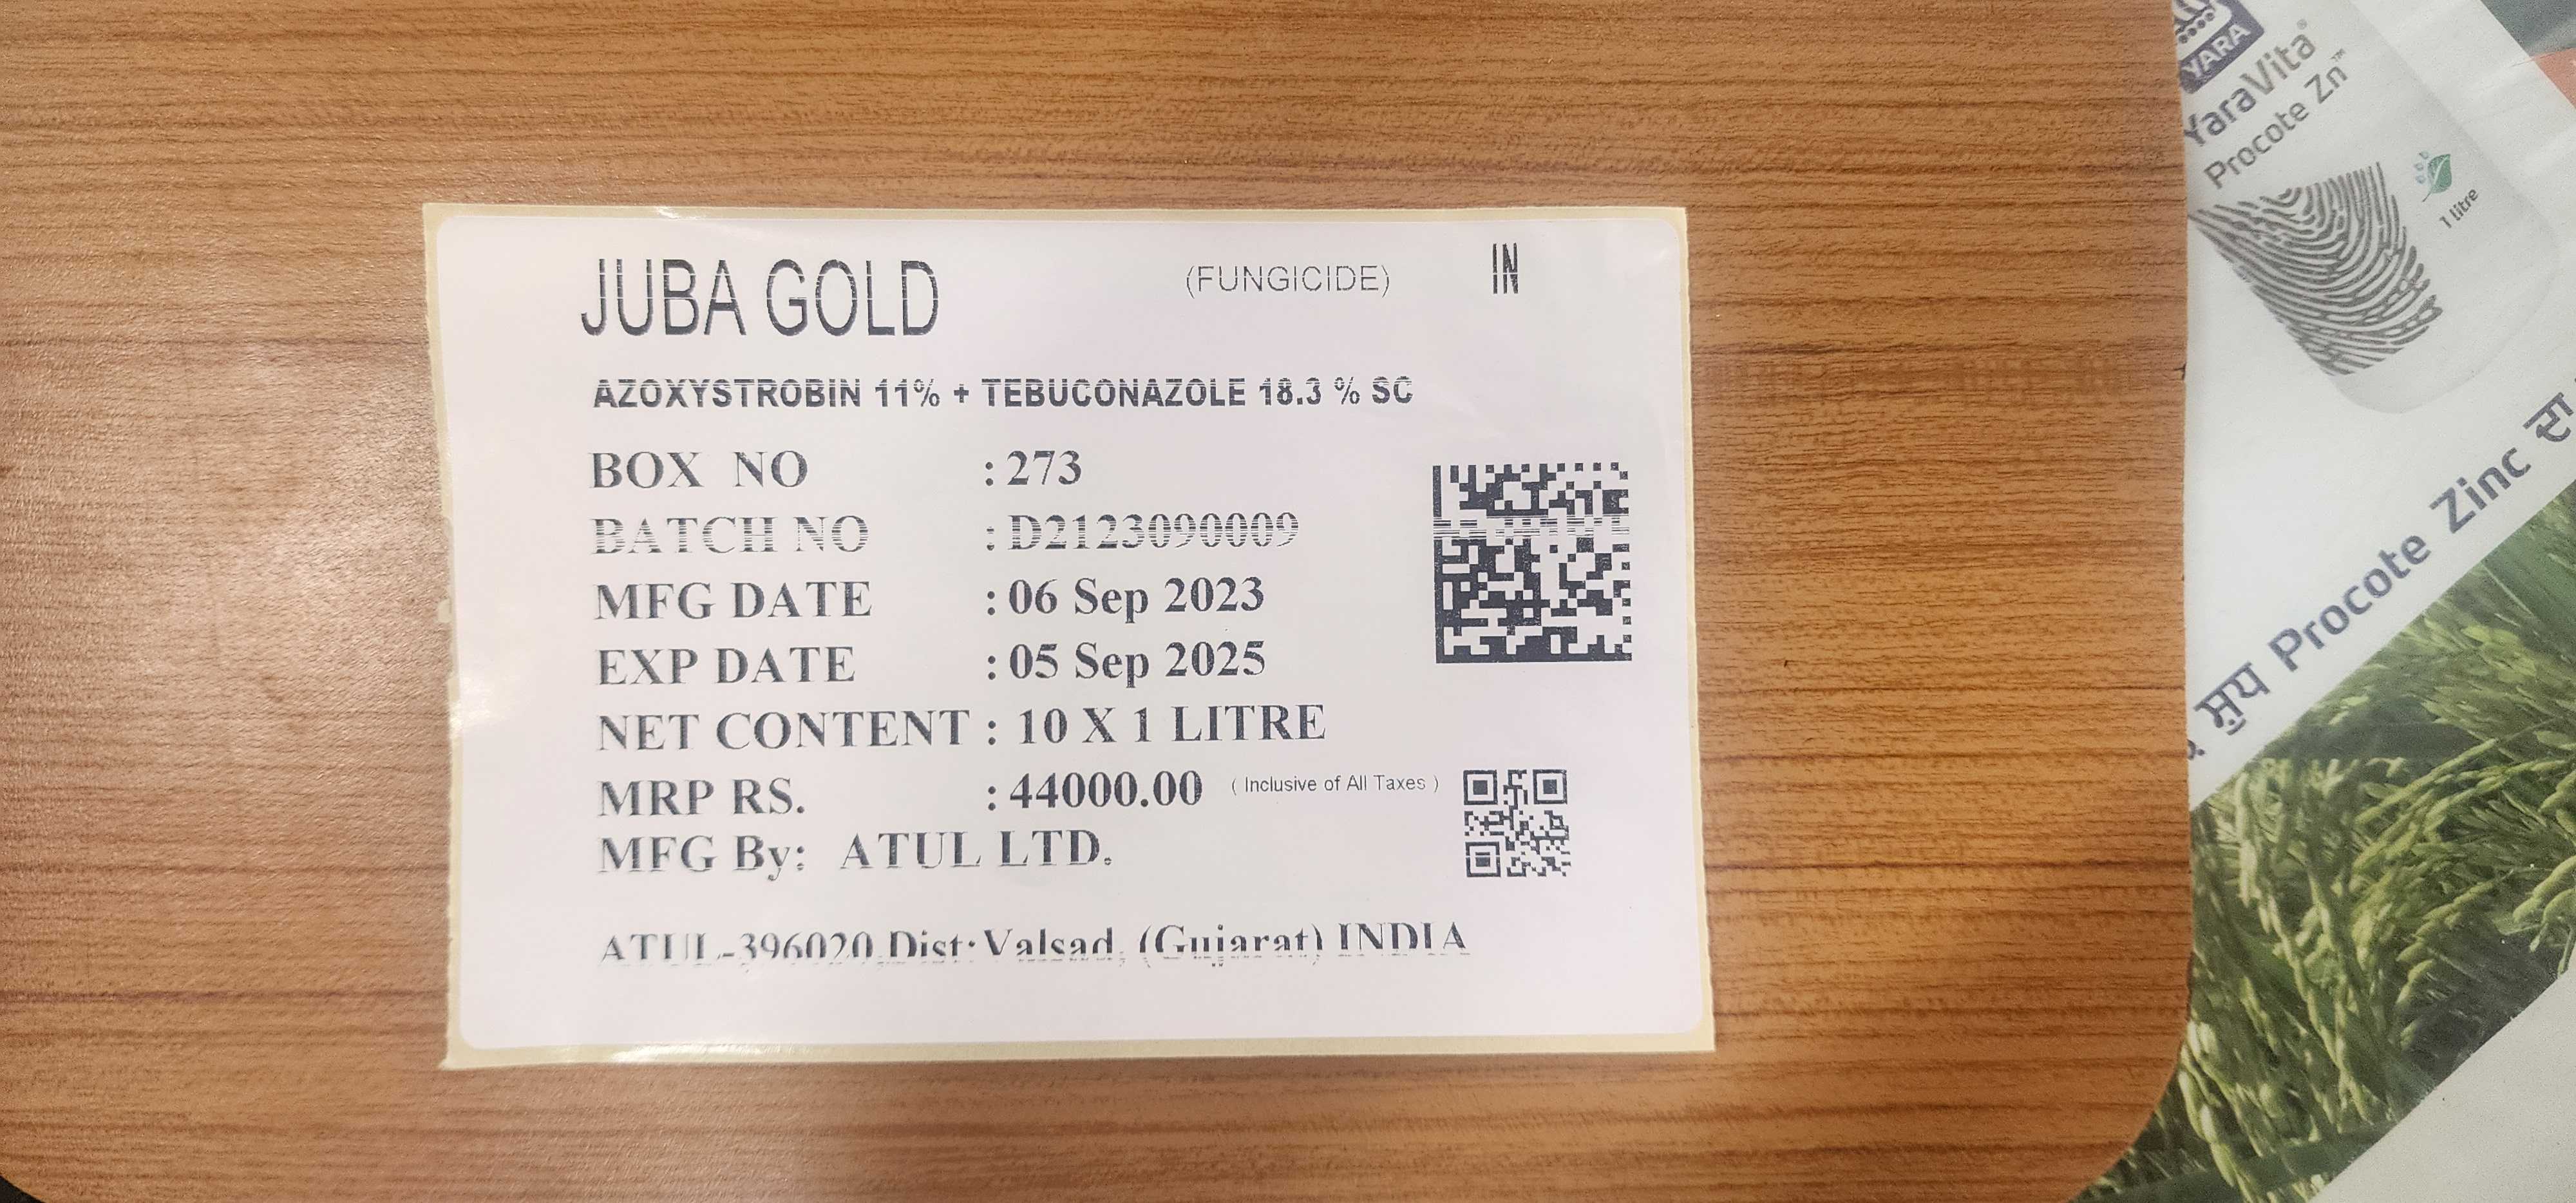 JUBA GOLD (FUNGICIDE) IN
AZOXYSTROBIN 11% + TEBUCONAZOLE 18.3 % SC
BOX NO : 273
BATCH NO : D2123090009
MFG DATE : 06 Sep 2023
EXP DATE : 05 Sep 2025
NET CONTENT : 10 X 1 LITRE
MRP RS. : 44000.00 ( Inclusive of All Taxes )
MFG By: ATUL LTD.
ATUL-396020, Dist: Valsad, (Gujarat) INDIA
YARA
YaraVita®
Procote Zn™
1 litre
ਸੁਧ Procote Zinc ਦਾ